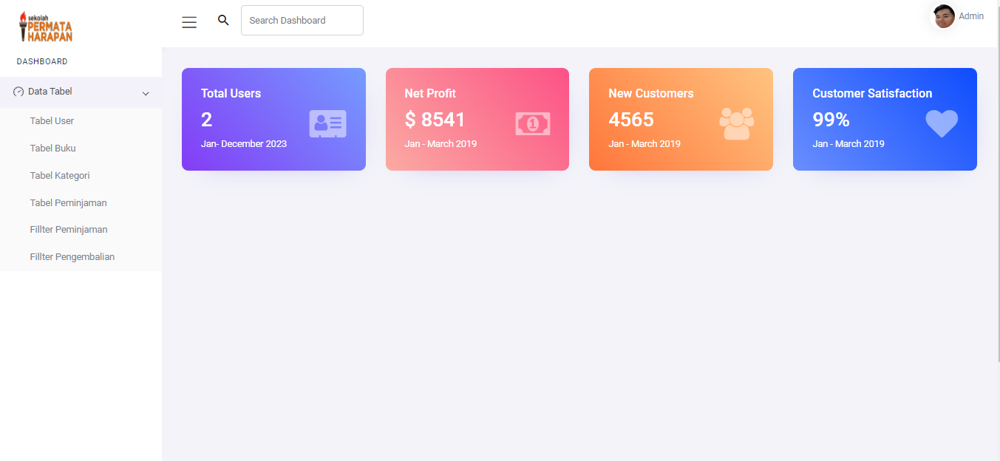 sekolah
PERMATA
HARAPAN
Search Dashboard
Admin
DASHBOARD
Data Tabel
Tabel User
Tabel Buku
Tabel Kategori
Tabel Peminjaman
Fillter Peminjaman
Fillter Pengembalian
Total Users
2
Jan- December 2023
Net Profit
$ 8541
Jan - March 2019
1
New Customers
4565
Jan - March 2019
Customer Satisfaction
99%
Jan - March 2019